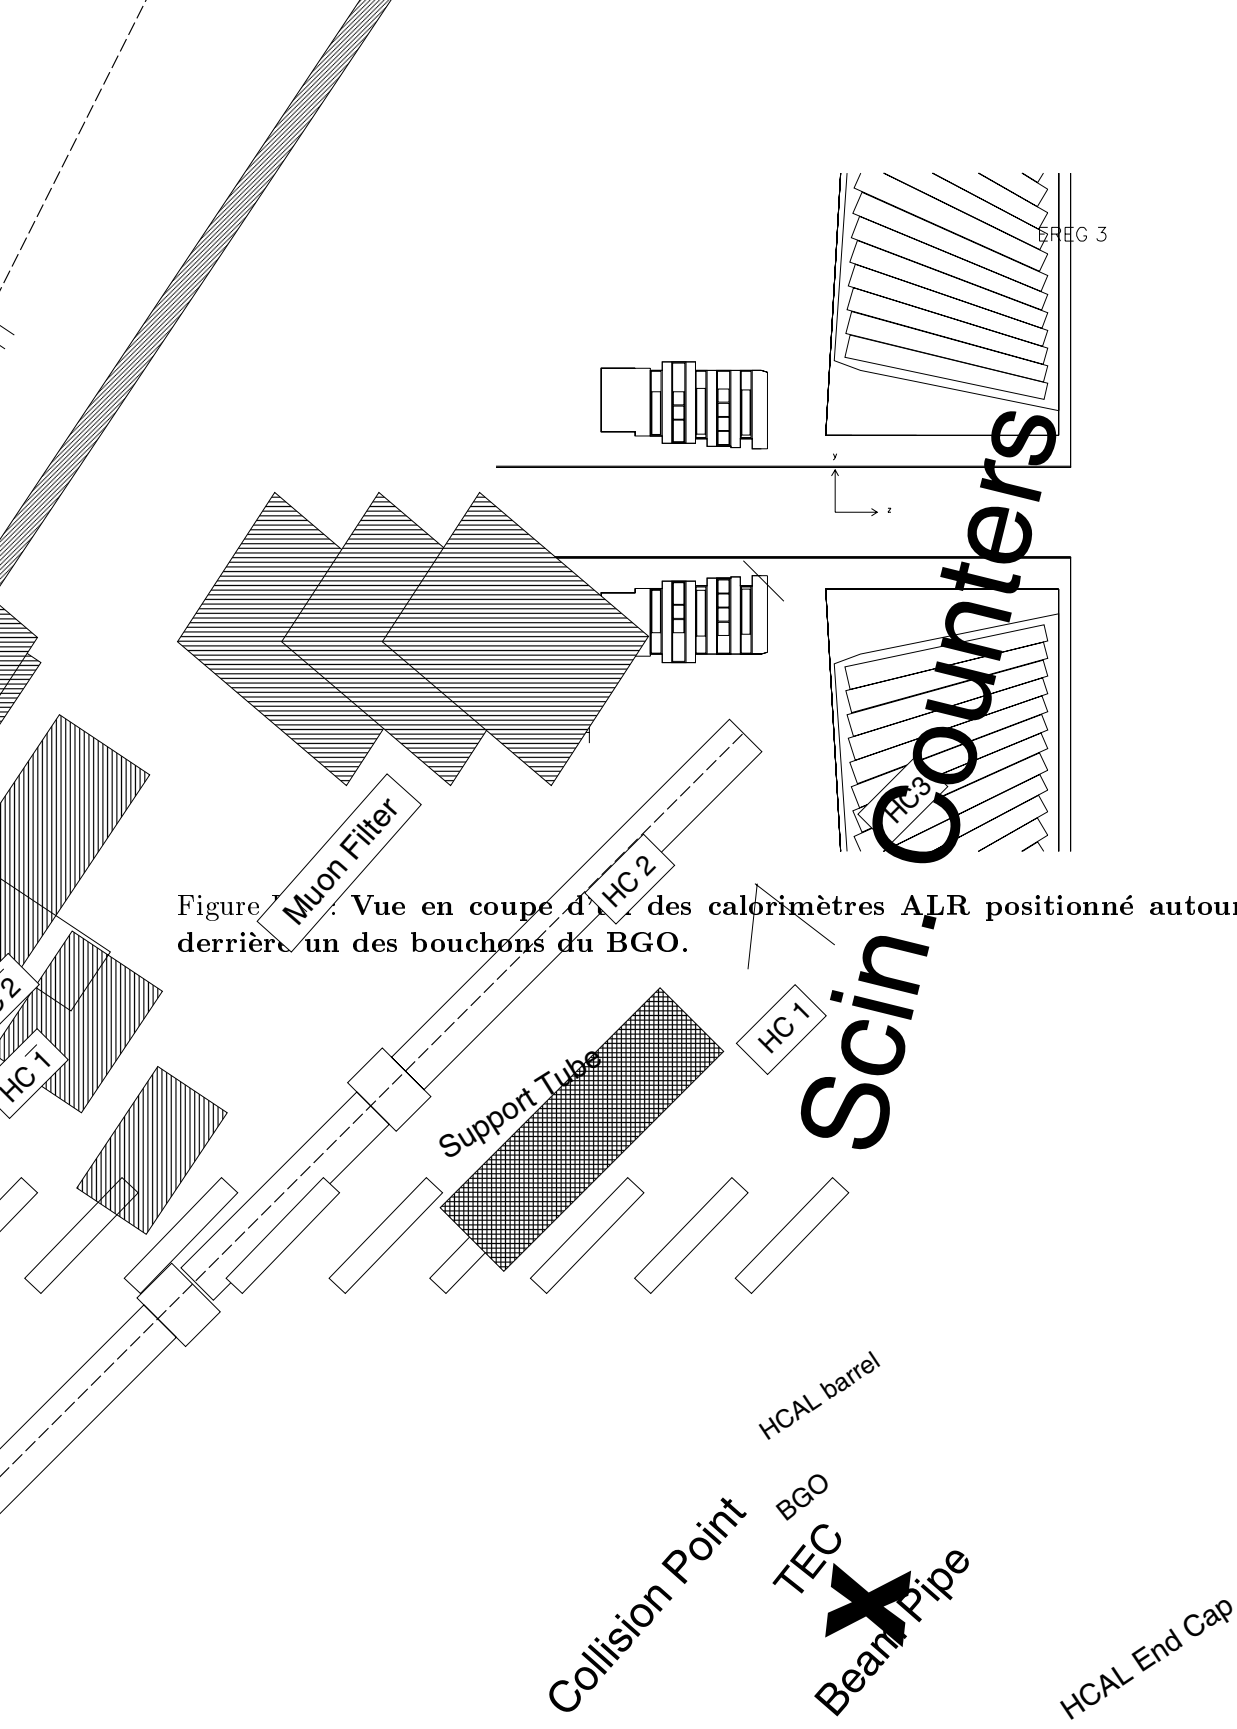 EREG 3
y
z
Scin. Counters
HC3
Muon Filter
HC 2
Figure : Vue en coupe des calorimètres ALR positionné autour
derrière un des bouchons du BGO.
2
HC 1
HC 1
Support Tube
HCAL barrel
BGO
TEC
Collision Point
X
Beam Pipe
HCAL End Cap